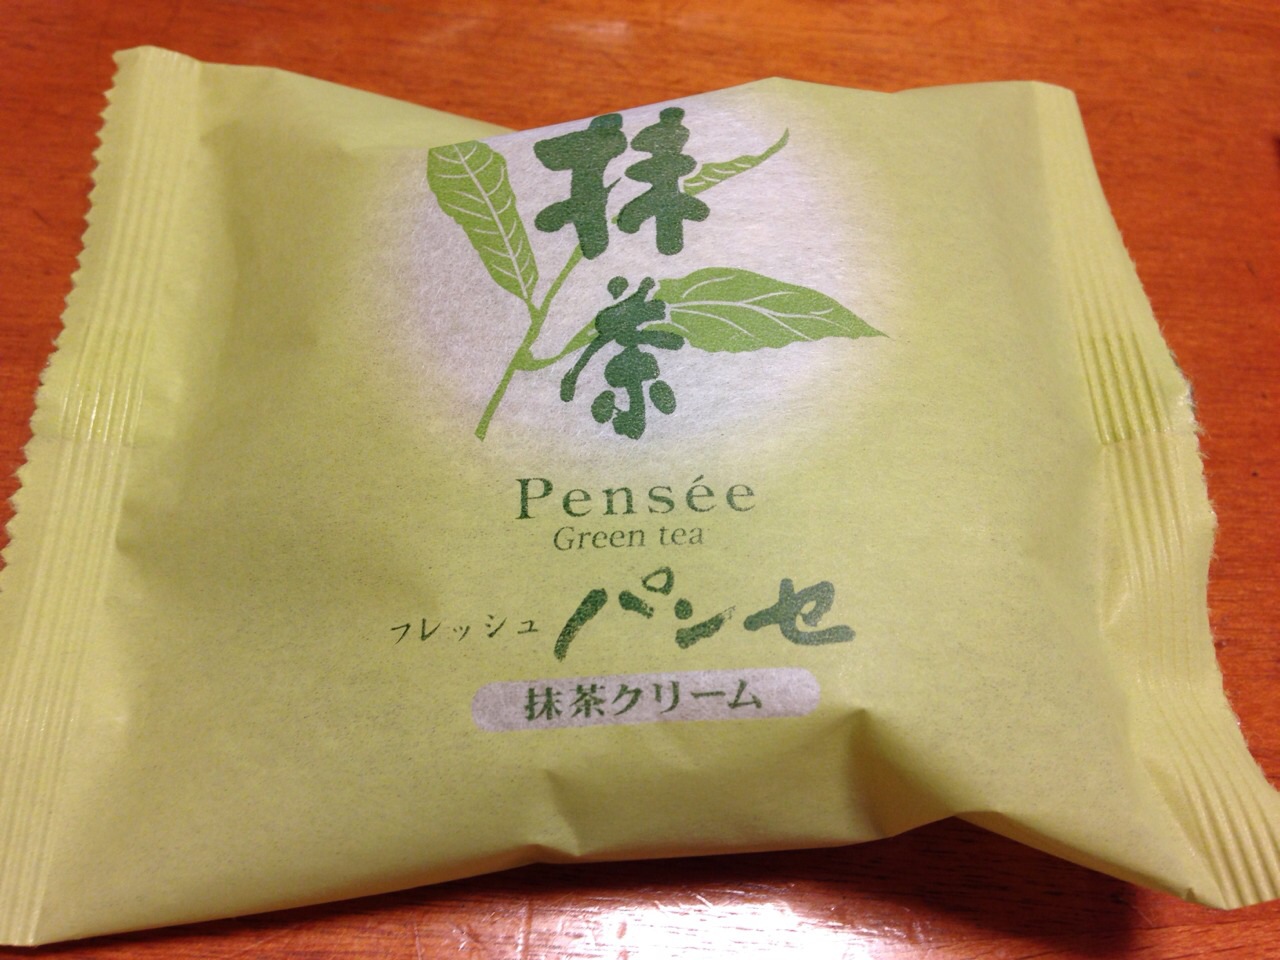 抹茶
Pensée
Green tea
フレッシュパンセ
抹茶クリーム